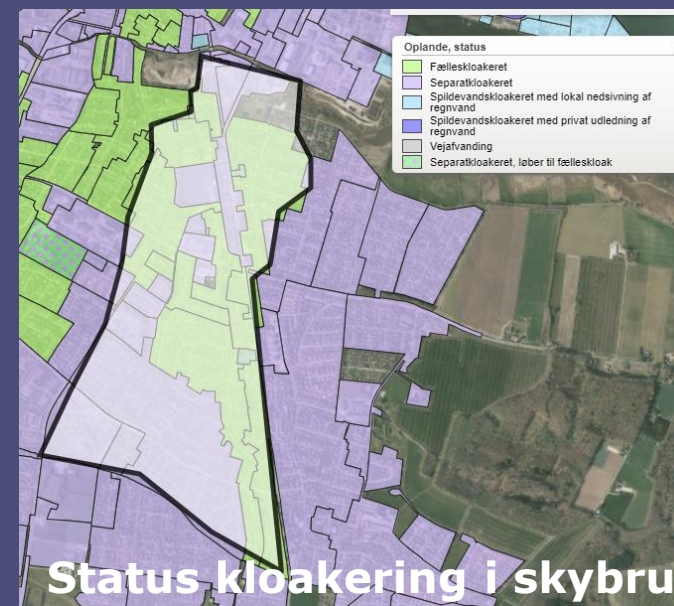 Oplande, status
Fælleskloakeret
Separatkloakeret
Spildevandskloakeret med lokal nedsivning af
regnvand
Spildevandskloakeret med privat udledning af
regnvand
Vejafvanding
Separatkloakeret, løber til fælleskloak
Status kloakering i skybru